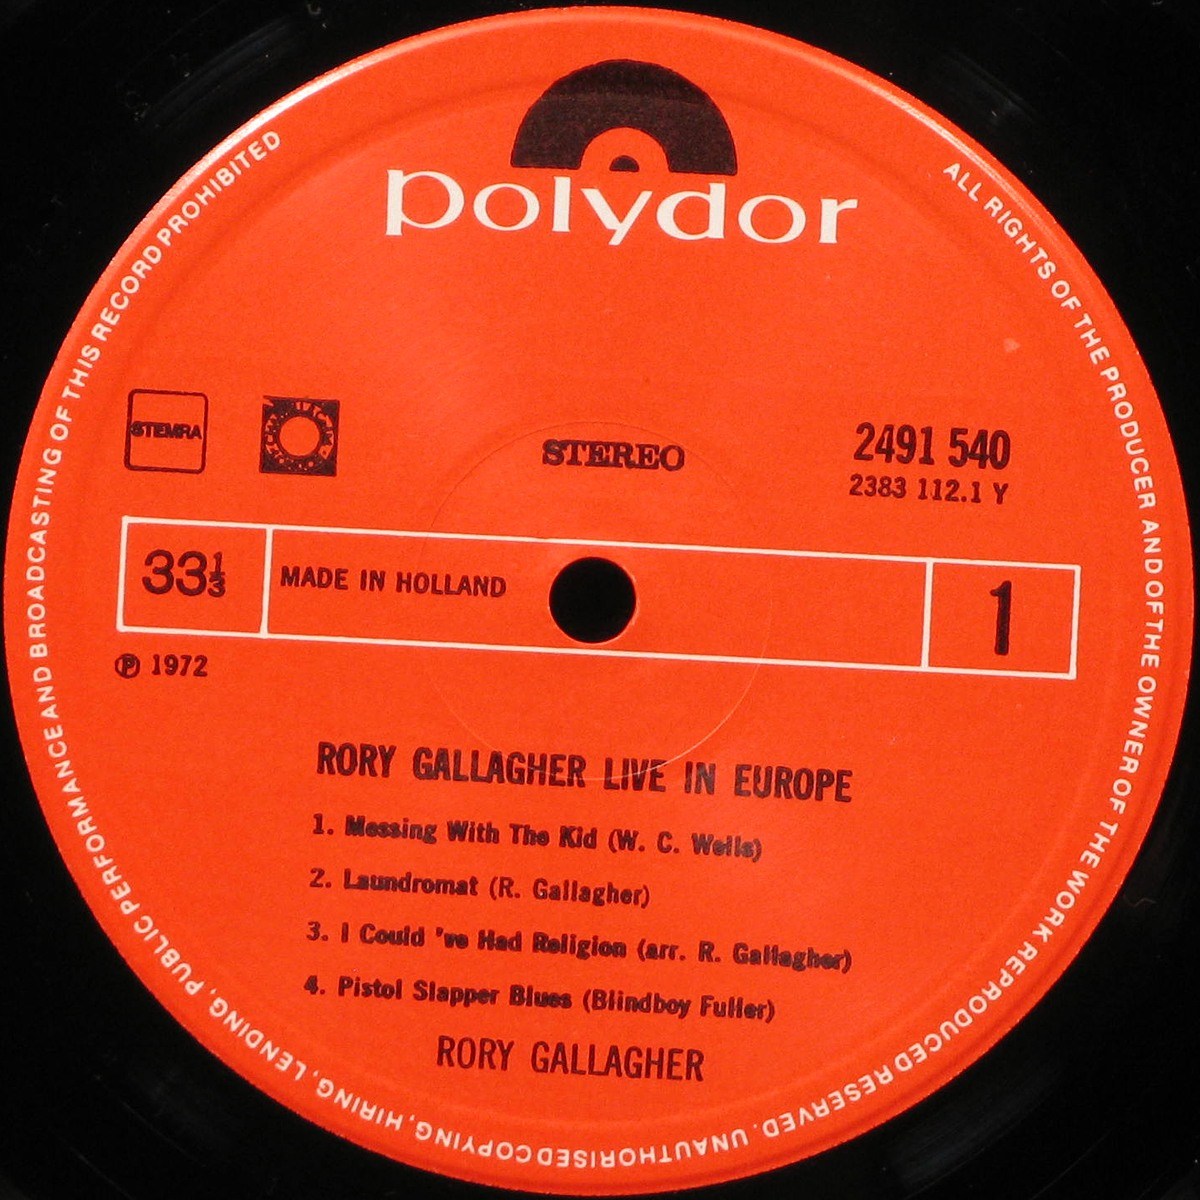 polydor
STEMRA
STEREO
2491 540
2383 112.1 Y
33⅓
MADE IN HOLLAND
1
Ⓟ 1972
RORY GALLAGHER LIVE IN EUROPE
1. Messing With The Kid (W. C. Wells)
2. Laundromat (R. Gallagher)
3. I Could 've Had Religion (arr. R. Gallagher)
4. Pistol Slapper Blues (Blindboy Fuller)
RORY GALLAGHER
ALL RIGHTS OF THE PRODUCER AND OF THE OWNER OF THE WORK REPRODUCED RESERVED. UNAUTHORISED COPYING, HIRING, LENDING, PUBLIC PERFORMANCE AND BROADCASTING OF THIS RECORD PROHIBITED